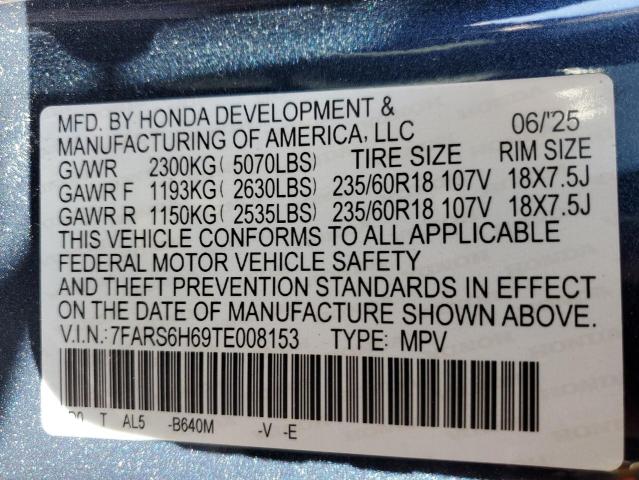 MFD. BY HONDA DEVELOPMENT &
MANUFACTURING OF AMERICA, LLC 06/'25
GVWR 2300KG( 5070LBS) TIRE SIZE RIM SIZE
GAWR F 1193KG( 2630LBS) 235/60R18 107V 18X7.5J
GAWR R 1150KG( 2535LBS) 235/60R18 107V 18X7.5J
THIS VEHICLE CONFORMS TO ALL APPLICABLE
FEDERAL MOTOR VEHICLE SAFETY
AND THEFT PREVENTION STANDARDS IN EFFECT
ON THE DATE OF MANUFACTURE SHOWN ABOVE.
V.I.N.:7FARS6H69TE008153 TYPE: MPV
T AL5 -B640M -V -E